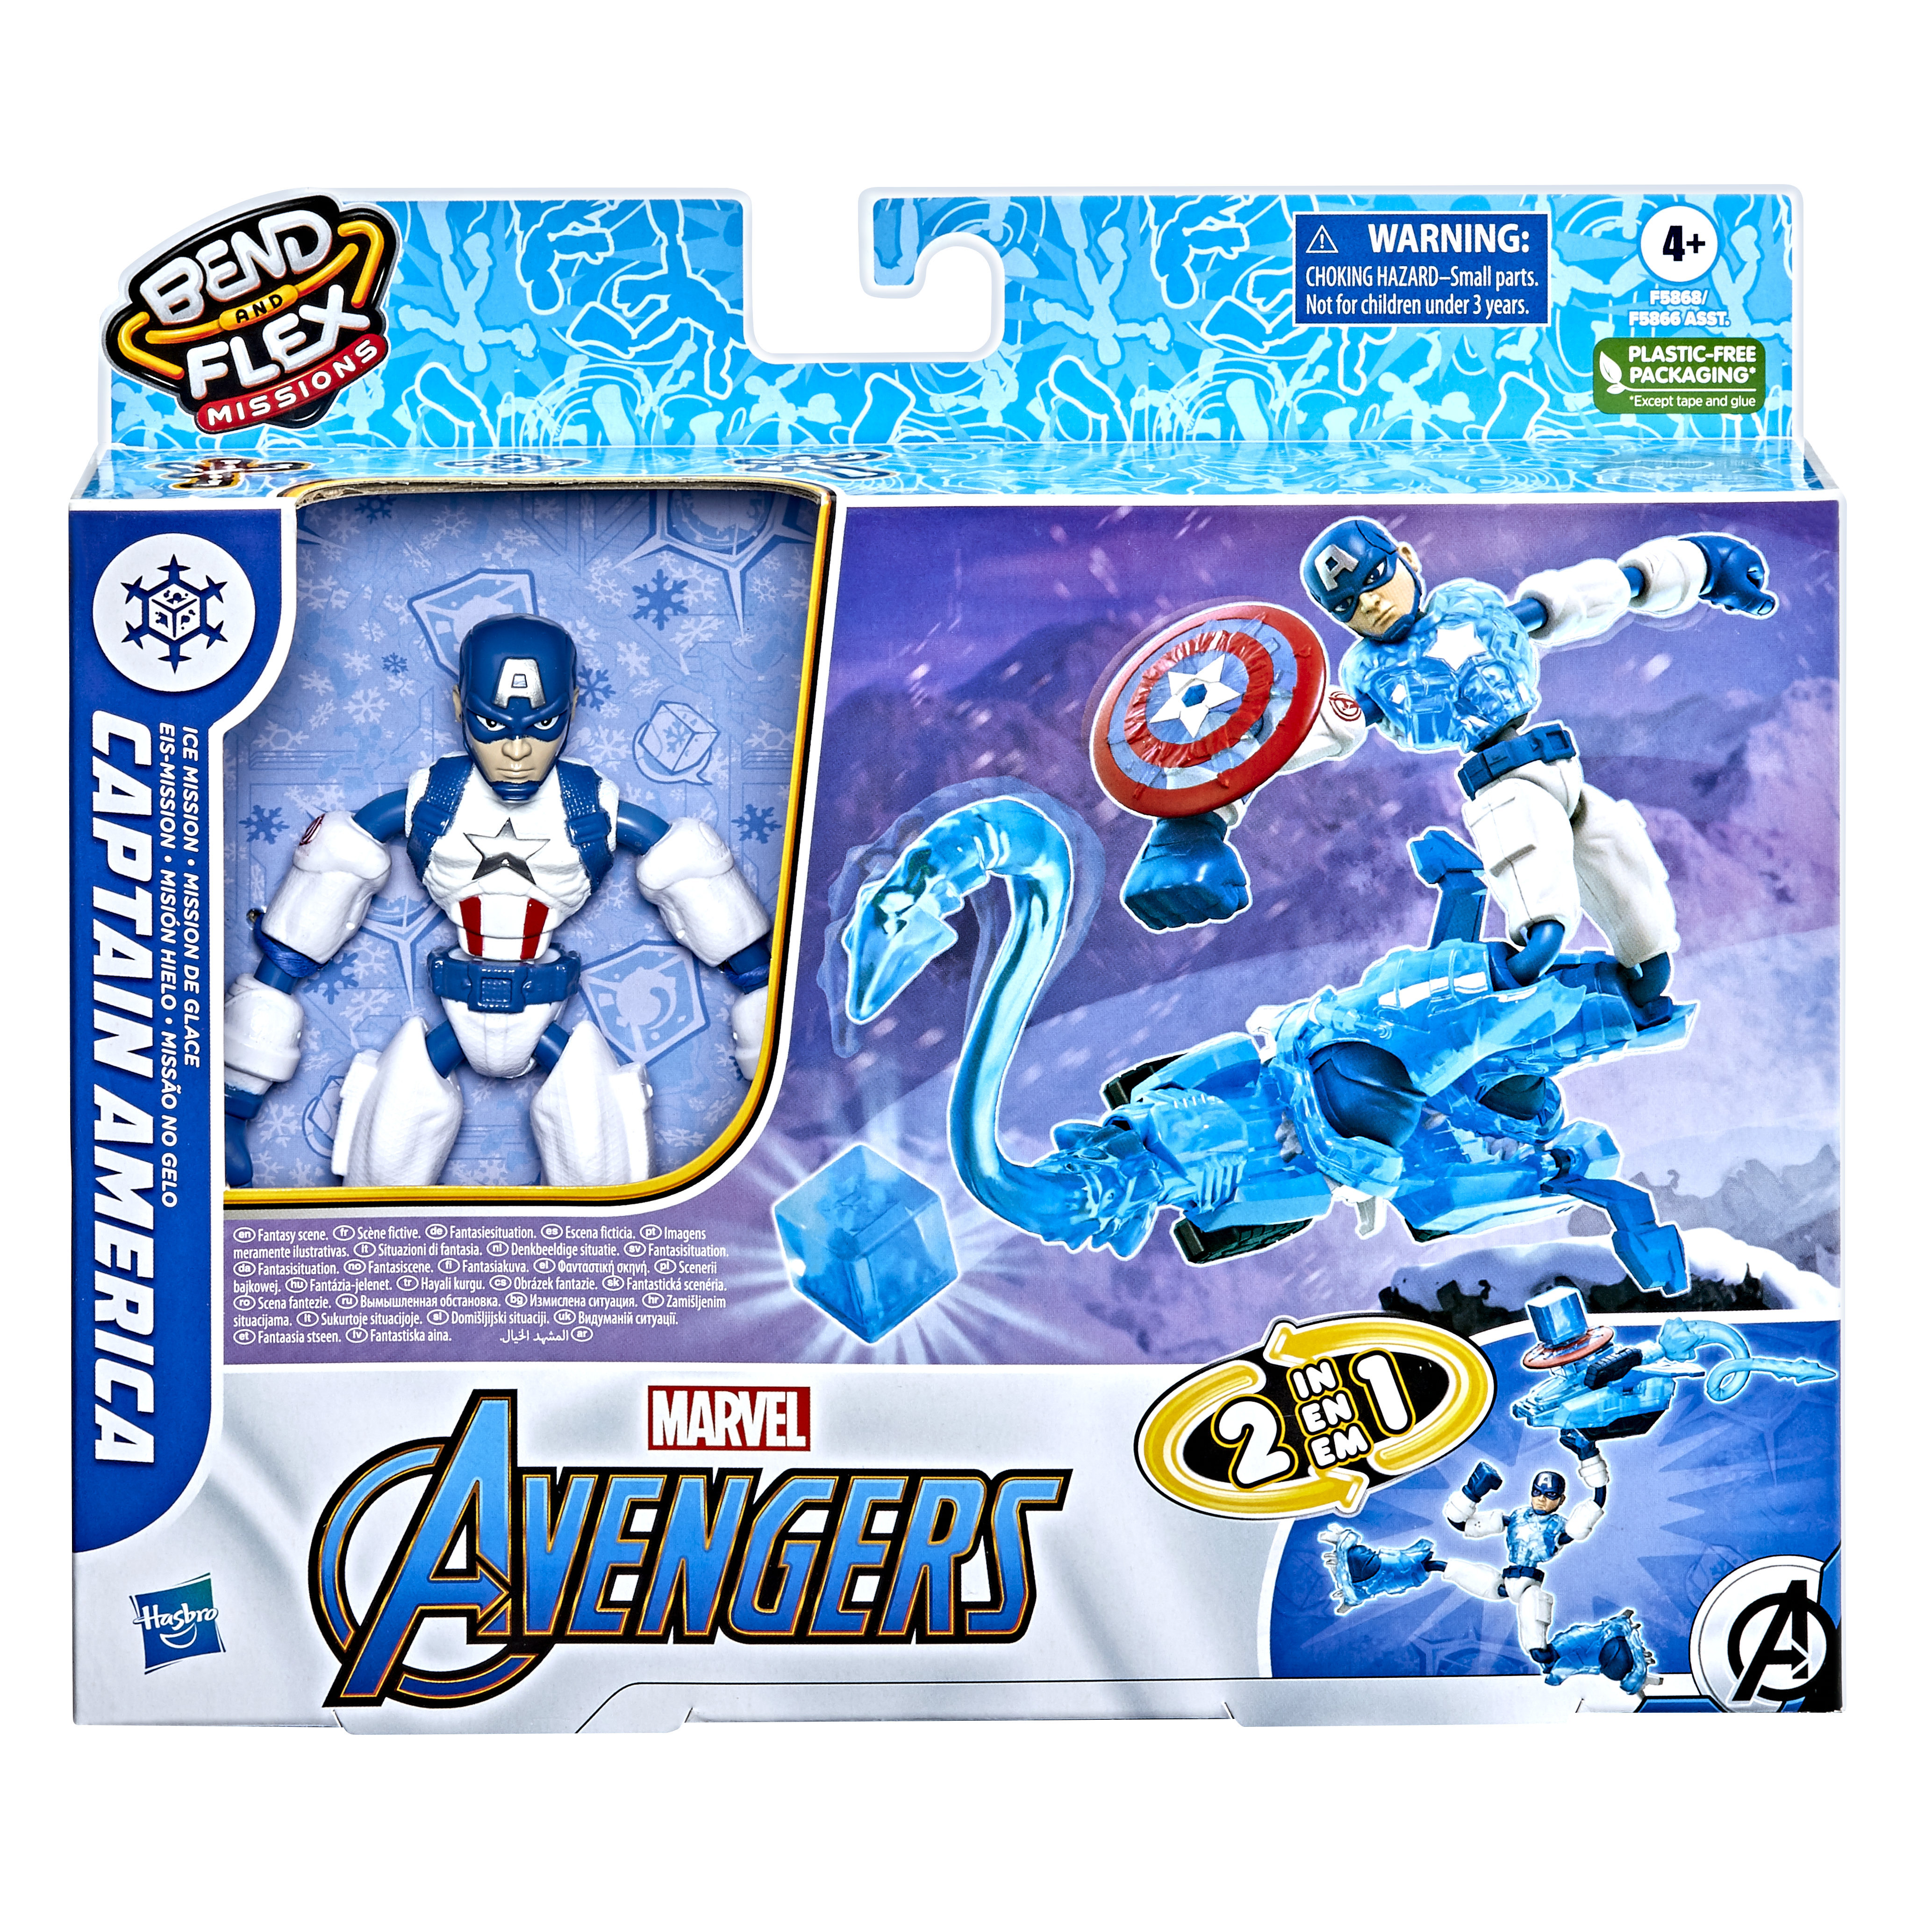 BEND
AND
FLEX
MISSIONS
WARNING:
CHOKING HAZARD–Small parts.
Not for children under 3 years.
4+
F5868/
F5866 ASST.
PLASTIC-FREE
PACKAGING*
*Except tape and glue
A
A
ICE MISSION • MISSION DE GLACE
EIS-MISSION • MISIÓN HIELO • MISSÃO NO GELO
CAPTAIN AMERICA
en Fantasy scene. fr Scène fictive. de Fantasiesituation. es Escena ficticia. pt Imagens
meramente ilustrativas. it Situazioni di fantasia. nl Denkbeeldige situatie. sv Fantasisituation.
da Fantasisituation. no Fantasiscene. fi Fantasiakuva. el Φανταστική σκηνή. pl Scenerii
bajkowej. hu Fantázia-jelenet. tr Hayali kurgu. cs Obrázek fantazie. sk Fantastická scenéria.
ro Scena fantezie. ru Вымышленная обстановка. bg Измислена ситуация. hr Zamišljenim
situacijama. lt Sukurtoje situacijoje. sl Domišljijski situaciji. uk Видуманій ситуації.
et Fantaasia stseen. lv Fantastiska aina. ar المشهد الخيال.
MARVEL
AVENGERS
2 IN 1
EN
EM
Hasbro
A